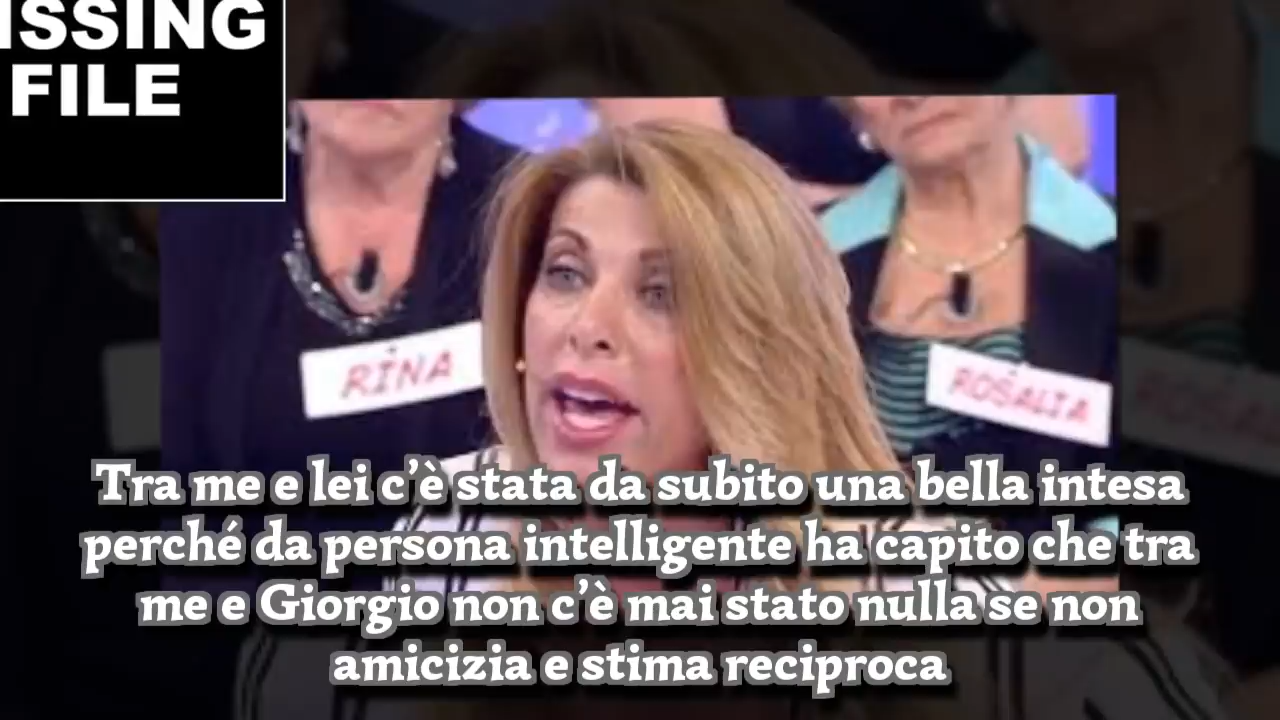 ISSING
FILE
RINA
ROSALIA
Tra me e lei c’è stata da subito una bella intesa
perché da persona intelligente ha capito che tra
me e Giorgio non c’è mai stato nulla se non
amicizia e stima reciproca